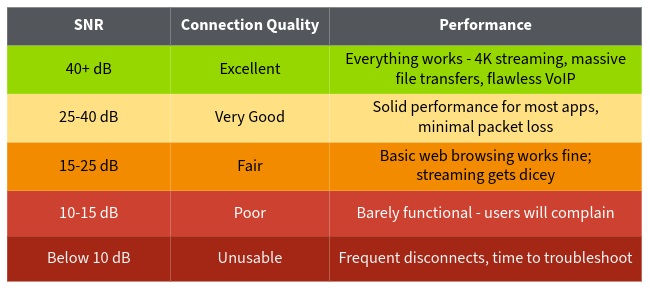 SNR Connection Quality Performance
40+ dB Excellent Everything works - 4K streaming, massive
file transfers, flawless VoIP
25-40 dB Very Good Solid performance for most apps,
minimal packet loss
15-25 dB Fair Basic web browsing works fine;
streaming gets dicey
10-15 dB Poor Barely functional - users will complain
Below 10 dB Unusable Frequent disconnects, time to troubleshoot